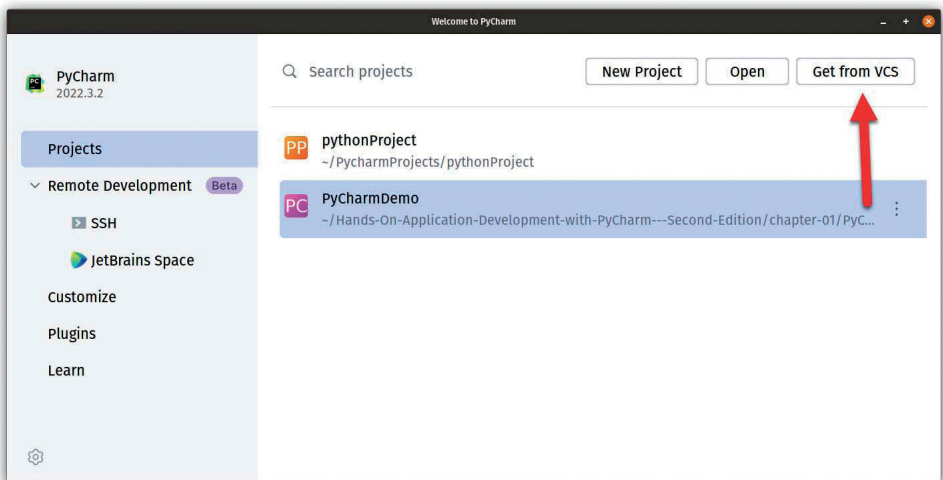 Welcome to PyCharm
PC
PyCharm
2022.3.2
Search projects
New Project
Open
Get from VCS
Projects
Remote Development Beta
SSH
JetBrains Space
Customize
Plugins
Learn
PP
pythonProject
~/PycharmProjects/pythonProject
PC
PyCharmDemo
~/Hands-On-Application-Development-with-PyCharm---Second-Edition/chapter-01/PyC...